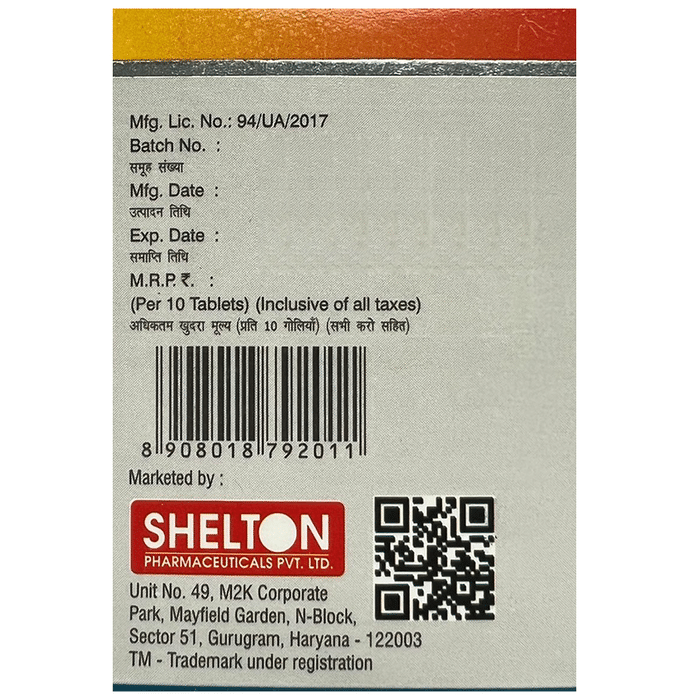 Mfg. Lic. No.: 94/UA/2017
Batch No. :
समूह संख्या
Mfg. Date :
उत्पादन तिथि
Exp. Date :
समाप्ति तिथि
M.R.P. ₹. :
(Per 10 Tablets) (Inclusive of all taxes)
अधिकतम खुदरा मूल्य (प्रति 10 गोलियाँ) (सभी करो सहित)
8 908018 792011
Marketed by :
SHELTON
PHARMACEUTICALS PVT. LTD.
Unit No. 49, M2K Corporate
Park, Mayfield Garden, N-Block,
Sector 51, Gurugram, Haryana - 122003
TM - Trademark under registration